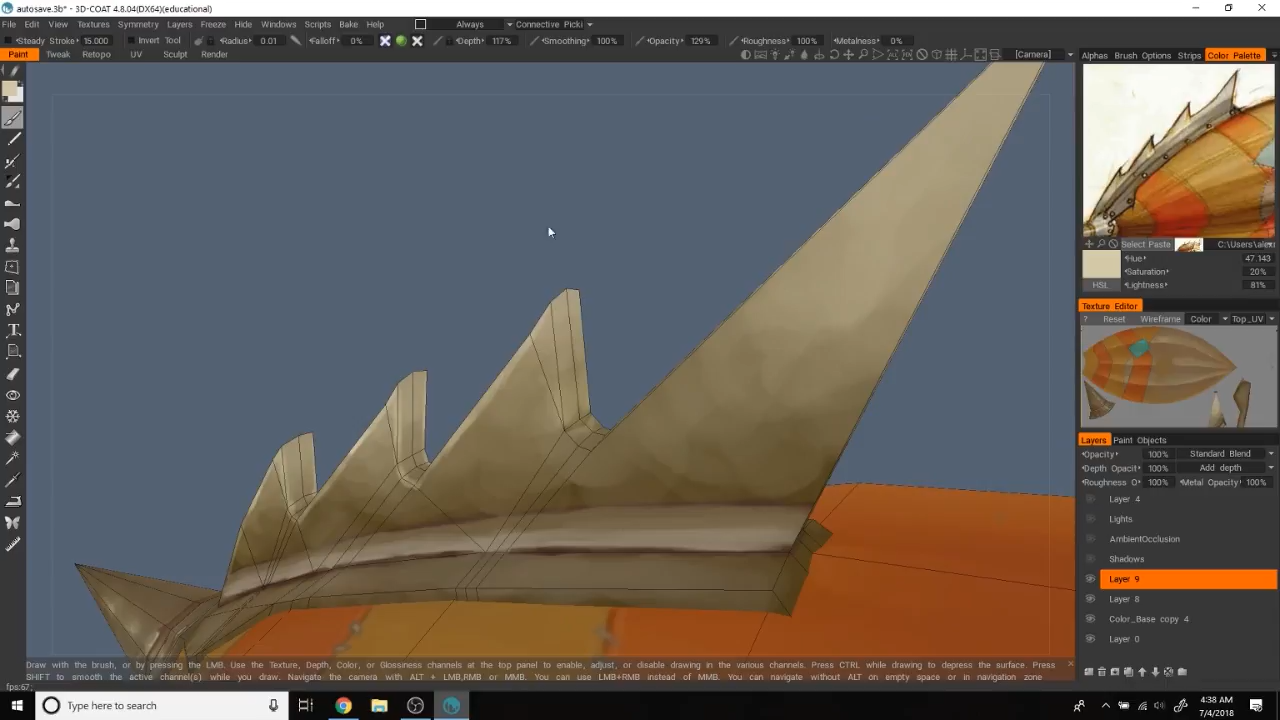 autosave.3b* - 3D-COAT 4.8.04(DX64)(educational)
File Edit View Textures Symmetry Layers Freeze Hide Windows Scripts Bake Help Always Connective Picki
Steady Stroke 15.000 Invert Tool Radius 0.01 Falloff 0% Depth 117% Smoothing 100% Opacity 129% Roughness 100% Metalness 0%
Paint Tweak Retopo UV Sculpt Render [Camera] Alphas Brush Options Strips Color Palette
Select Paste C:\Users\alex
Hue 47.143
Saturation 20%
HSL Lightness 81%
Texture Editor
? Reset Wireframe Color Top_UV
Layers Paint Objects
Opacity 100% Standard Blend
Depth Opacit 100% Add depth
Roughness O 100% Metal Opacity 100%
Layer 4
Lights
AmbientOcclusion
Shadows
Layer 9
Layer 8
Color_Base copy 4
Layer 0
Draw with the brush, or by pressing the LMB. Use the Texture, Depth, Color, or Glossiness channels at the top panel to enable, adjust, or disable drawing in the various channels. Press CTRL while drawing to depress the surface. Press
SHIFT to smooth the active channel(s) while you draw. Navigate the camera with ALT + LMB,RMB or MMB. You can use LMB+RMB instead of MMB. You can navigate without ALT on empty space or in navigation zone
fps:67;
Type here to search
4:38 AM
7/4/2018